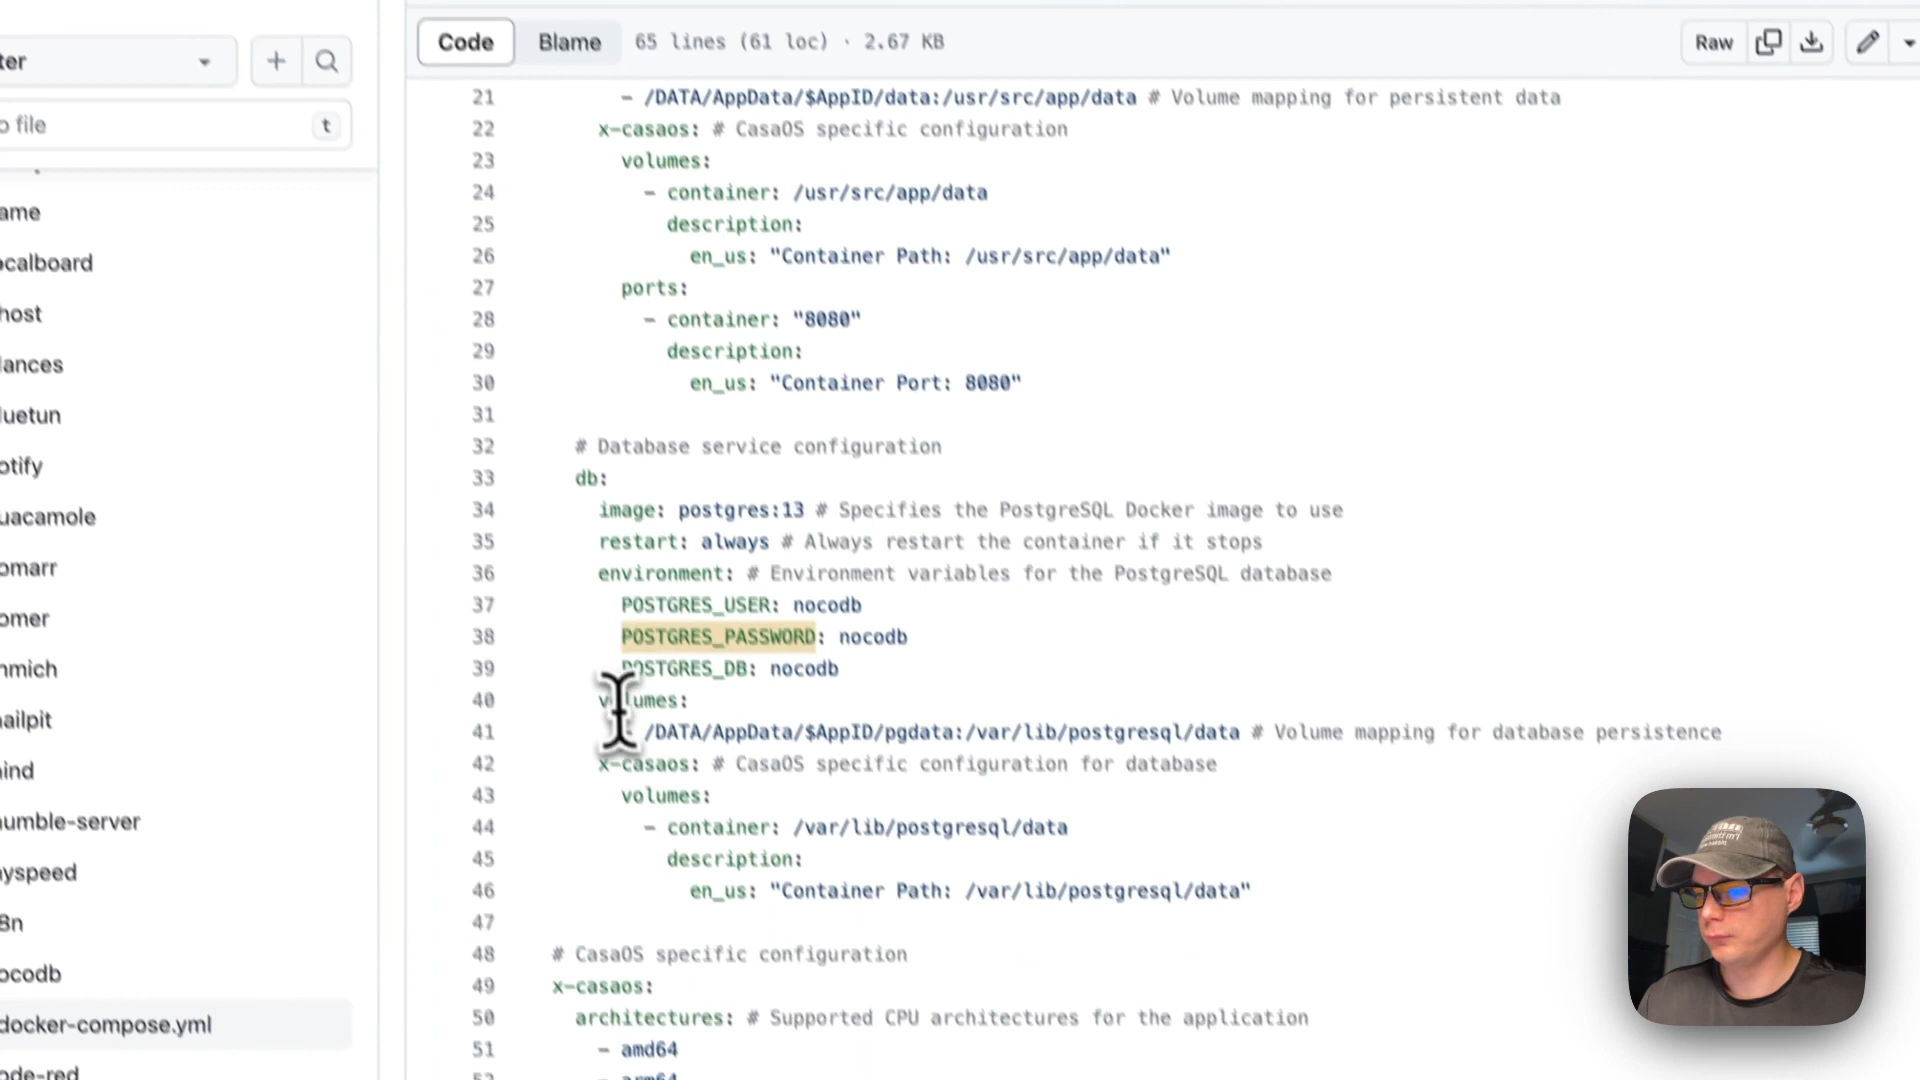 ter
o file
t
ame
ocalboard
host
lances
luetun
otify
uacamole
omarr
omer
nmich
ailpit
ind
umble-server
yspeed
8n
ocodb
docker-compose.yml
ode-red
Code Blame 65 lines (61 loc) · 2.67 KB Raw
21 - /DATA/AppData/$AppID/data:/usr/src/app/data # Volume mapping for persistent data
22 x-casaos: # CasaOS specific configuration
23 volumes:
24 - container: /usr/src/app/data
25 description:
26 en_us: "Container Path: /usr/src/app/data"
27 ports:
28 - container: "8080"
29 description:
30 en_us: "Container Port: 8080"
31
32 # Database service configuration
33 db:
34 image: postgres:13 # Specifies the PostgreSQL Docker image to use
35 restart: always # Always restart the container if it stops
36 environment: # Environment variables for the PostgreSQL database
37 POSTGRES_USER: nocodb
38 POSTGRES_PASSWORD: nocodb
39 POSTGRES_DB: nocodb
40 volumes:
41 - /DATA/AppData/$AppID/pgdata:/var/lib/postgresql/data # Volume mapping for database persistence
42 x-casaos: # CasaOS specific configuration for database
43 volumes:
44 - container: /var/lib/postgresql/data
45 description:
46 en_us: "Container Path: /var/lib/postgresql/data"
47
48 # CasaOS specific configuration
49 x-casaos:
50 architectures: # Supported CPU architectures for the application
51 - amd64
52 - arm64